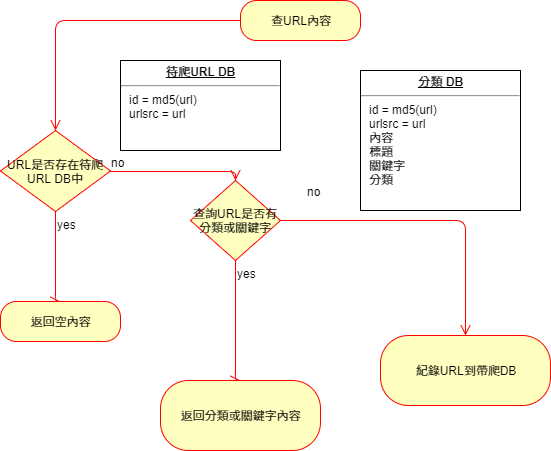 查URL內容
待爬URL DB
id = md5(url)
urlsrc = url
分類 DB
id = md5(url)
urlsrc = url
內容
標題
關鍵字
分類
URL是否存在待爬
URL DB中
no
查詢URL是否有
分類或關鍵字
no
yes
yes
返回空內容
紀錄URL到帶爬DB
返回分類或關鍵字內容